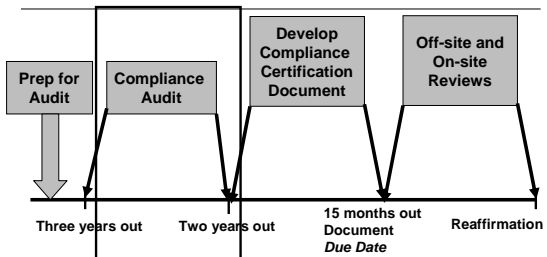 Prep for
Audit
Compliance
Audit
Develop
Compliance
Certification
Document
Off-site and
On-site
Reviews
Three years out
Two years out
15 months out
Document
Due Date
Reaffirmation